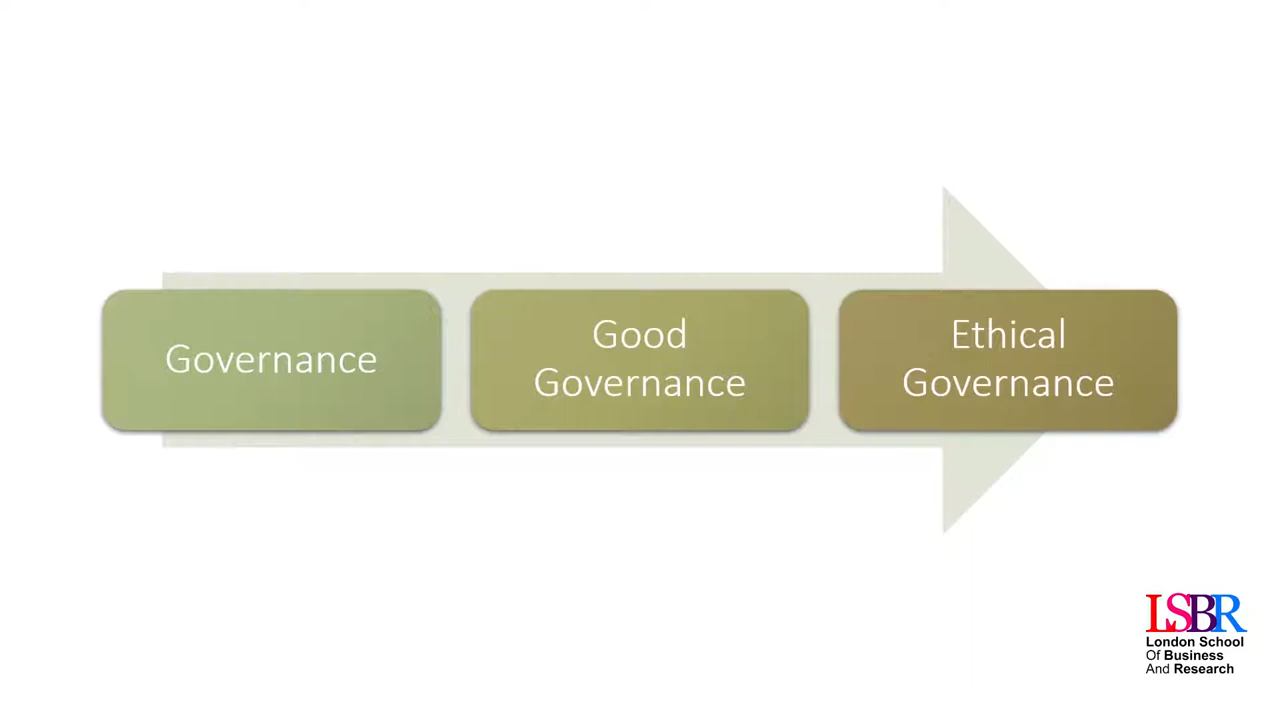 Governance
Good
Governance
Ethical
Governance
LSBR
London School
Of Business
And Research